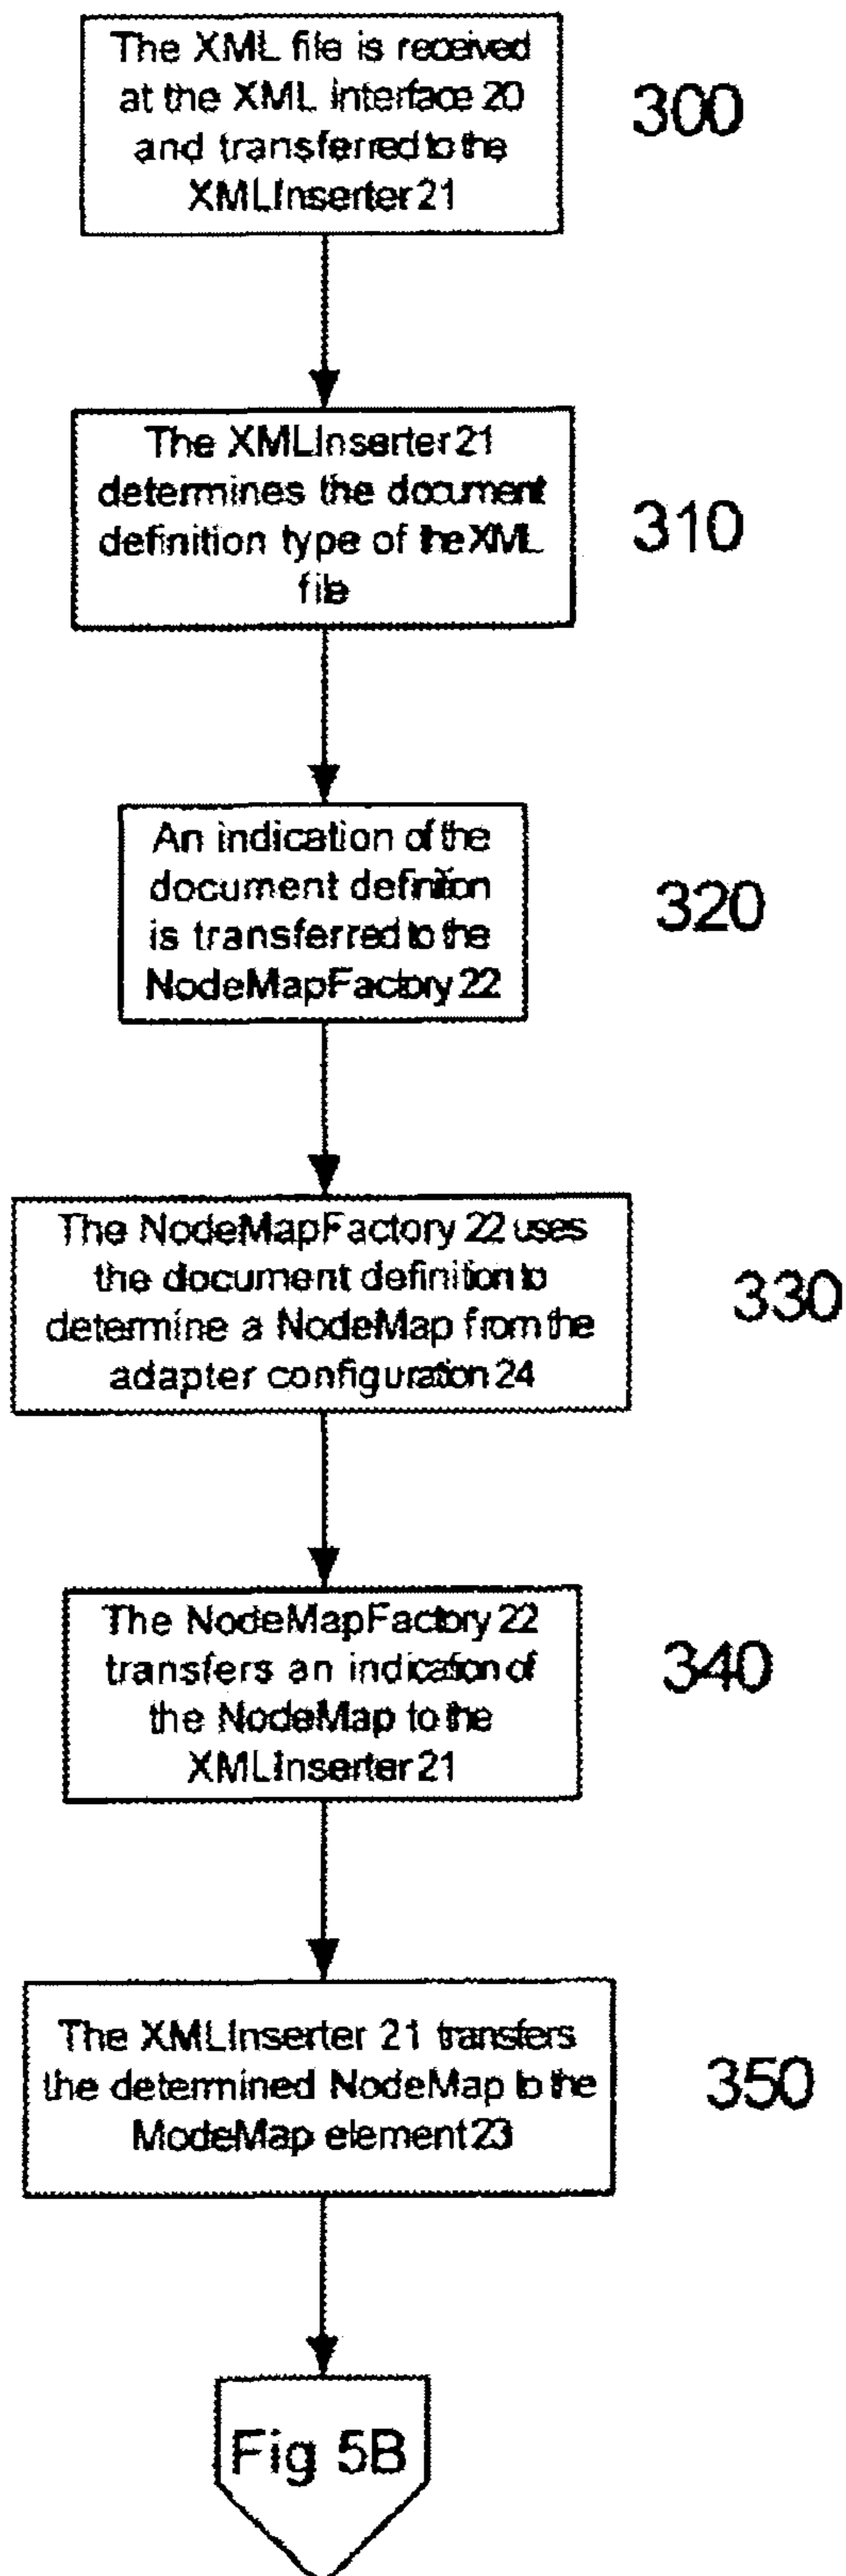 The XML file is received
at the XML interface 20
and transferred to the
XMLInserter 21
300
The XMLInserter 21
determines the document
definition type of the XML
file
310
An indication of the
document definition
is transferred to the
NodeMapFactory 22
320
The NodeMapFactory 22 uses
the document definition to
determine a NodeMap from the
adapter configuration 24
330
The NodeMapFactory 22
transfers an indication of
the NodeMap to the
XMLInserter 21
340
The XMLInserter 21 transfers
the determined NodeMap to the
ModeMap element 23
350
Fig 5B